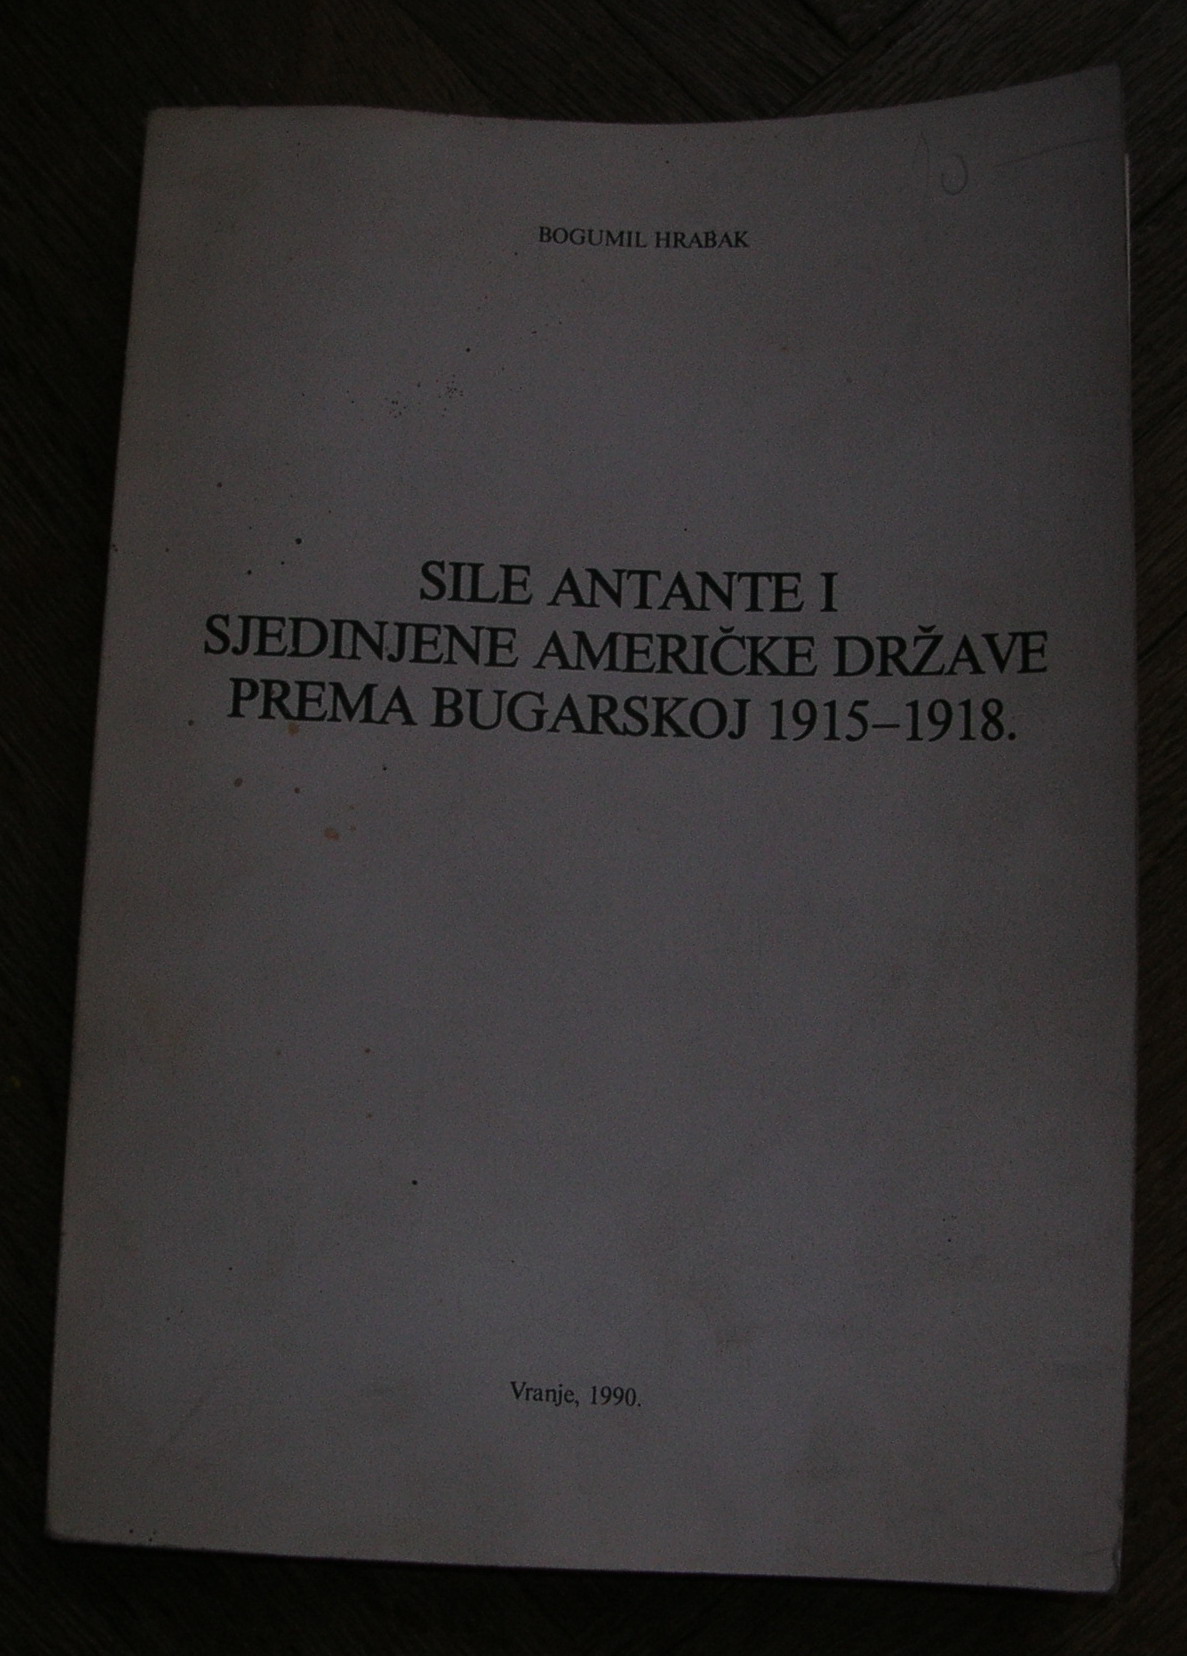 BOGUMIL HRABAK
SILE ANTANTE I
SJEDINJENE AMERIČKE DRŽAVE
PREMA BUGARSKOJ 1915–1918.
Vranje, 1990.